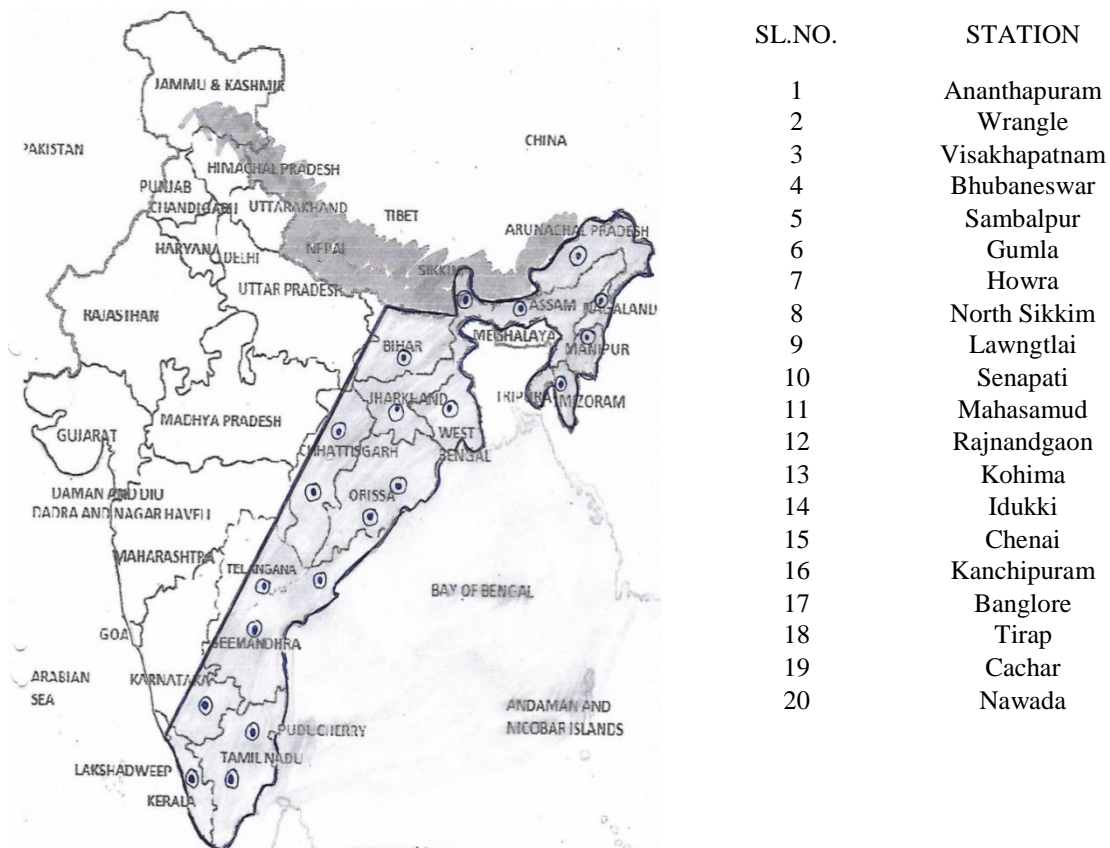 SL.NO. STATION
1 Ananthapuram
2 Wrangle
3 Visakhapatnam
4 Bhubaneswar
5 Sambalpur
6 Gumla
7 Howra
8 North Sikkim
9 Lawngtlai
10 Senapati
11 Mahasamud
12 Rajnandgaon
13 Kohima
14 Idukki
15 Chenai
16 Kanchipuram
17 Banglore
18 Tirap
19 Cachar
20 Nawada
JAMMU & KASHMIR
PAKISTAN
CHINA
HIMACHAL PRADESH
PUNJAB
CHANDIGARH
UTTARAKHAND
TIBET
ARUNACHAL PRADESH
HARYANA
DELHI
NEPAL
SIKKIM
UTTAR PRADESH
ASSAM
NAGALAND
RAJASTHAN
MEGHALAYA
BIHAR
MANIPUR
JHARKHAND
TRIPURA
MIZORAM
MADHYA PRADESH
GUJARAT
WEST
BENGAL
CHHATTISGARH
DAMAN AND DIU
DADRA AND NAGAR HAVELI
ORISSA
MAHARASHTRA
TELANGANA
BAY OF BENGAL
GOA
SEEMANDHRA
ARABIAN
SEA
KARNATAKA
ANDAMAN AND
NICOBAR ISLANDS
PUDUCHERRY
TAMIL NADU
LAKSHADWEEP
KERALA